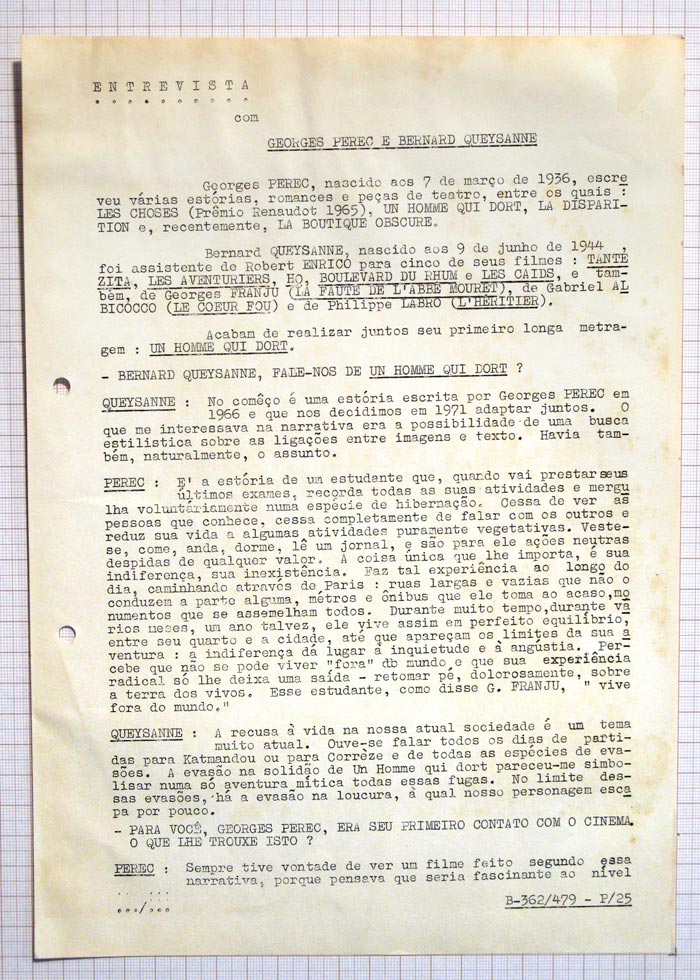 E N T R E V I S T A
com
GEORGES PEREC E BERNARD QUEYSANNE
Georges PEREC, nascido aos 7 de março de 1936, escre
veu várias estórias, romances e peças de teatro, entre os quais :
LES CHOSES (Prêmio Renaudot 1965), UN HOMME QUI DORT, LA DISPARI-
TION e, recentemente, LA BOUTIQUE OBSCURE.
Bernard QUEYSANNE, nascido aos 9 de junho de 1944 ,
foi assistente de Robert ENRICO para cinco de seus filmes : TANTE
ZITA, LES AVENTURIERS, HO, BOULEVARD DU RHUM e LES CAIDS, e tam-
bém, de Georges FRANJU (LA FAUTE DE L'ABBÉ MOURET), de Gabriel AL
BICOCCO (LE COEUR FOU) e de Philippe LABRO (L'HÉRITIER).
Acabam de realizar juntos seu primeiro longa metra-
gem : UN HOMME QUI DORT.
- BERNARD QUEYSANNE, FALE-NOS DE UN HOMME QUI DORT ?
QUEYSANNE : No comêço é uma estória escrita por Georges PEREC em
1966 e que nos decidimos em 1971 adaptar juntos. O
que me interessava na narrativa era a possibilidade de uma busca
estilistica sobre as ligações entre imagens e texto. Havia tam-
bém, naturalmente, o assunto.
PEREC : E' a estória de um estudante que, quando vai prestar seus
últimos exames, recorda todas as suas atividades e mergu
lha voluntáriamente numa espécie de hibernação. Cessa de ver as
pessoas que conhece, cessa completamente de falar com os outros e
reduz sua vida a algumas atividades puramente vegetativas. Veste-
se, come, anda, dorme, lê um jornal, e são para ele ações neutras
despidas de qualquer valor. A coisa única que lhe importa, é sua
indiferença, sua inexistência. Faz tal experiência ao longo do
dia, caminhando através de Paris : ruas largas e vazias que não o
conduzem a parte alguma, métros e ônibus que ele toma ao acaso,mo
numentos que se assemelham todos. Durante muito tempo,durante vá
rios meses, um ano talvez, ele vive assim em perfeito equilíbrio,
entre seu quarto e a cidade, até que apareçam os limites da sua a
ventura : a indiferença dá lugar à inquietude e à angústia. Per-
cebe que não se pode viver "fora" db mundo e que sua experiência
radical só lhe deixa uma saída - retomar pé, dolorosamente, sobre
a terra dos vivos. Esse estudante, como disse G. FRANJU, " vive
fora do mundo."
QUEYSANNE : A recusa à vida na nossa atual sociedade é um tema
muito atual. Ouve-se falar todos os dias de parti-
das para Katmandou ou para Corrèze e de todas as espécies de eva-
sões. A evasão na solidão de Un Homme qui dort pareceu-me simbo-
lisar numa só aventura mítica todas essas fugas. No limite des-
sas evasões, há a evasão na loucura, à qual nosso personagem esca
pa por pouco.
- PARA VOCÊ, GEORGES PEREC, ERA SEU PRIMEIRO CONTATO COM O CINEMA.
O QUE LHE TROUXE ISTO ?
PEREC : Sempre tive vontade de ver um filme feito segundo essa
narrativa, porque pensava que seria fascinante ao nível
.../...
B-362/479 - P/25